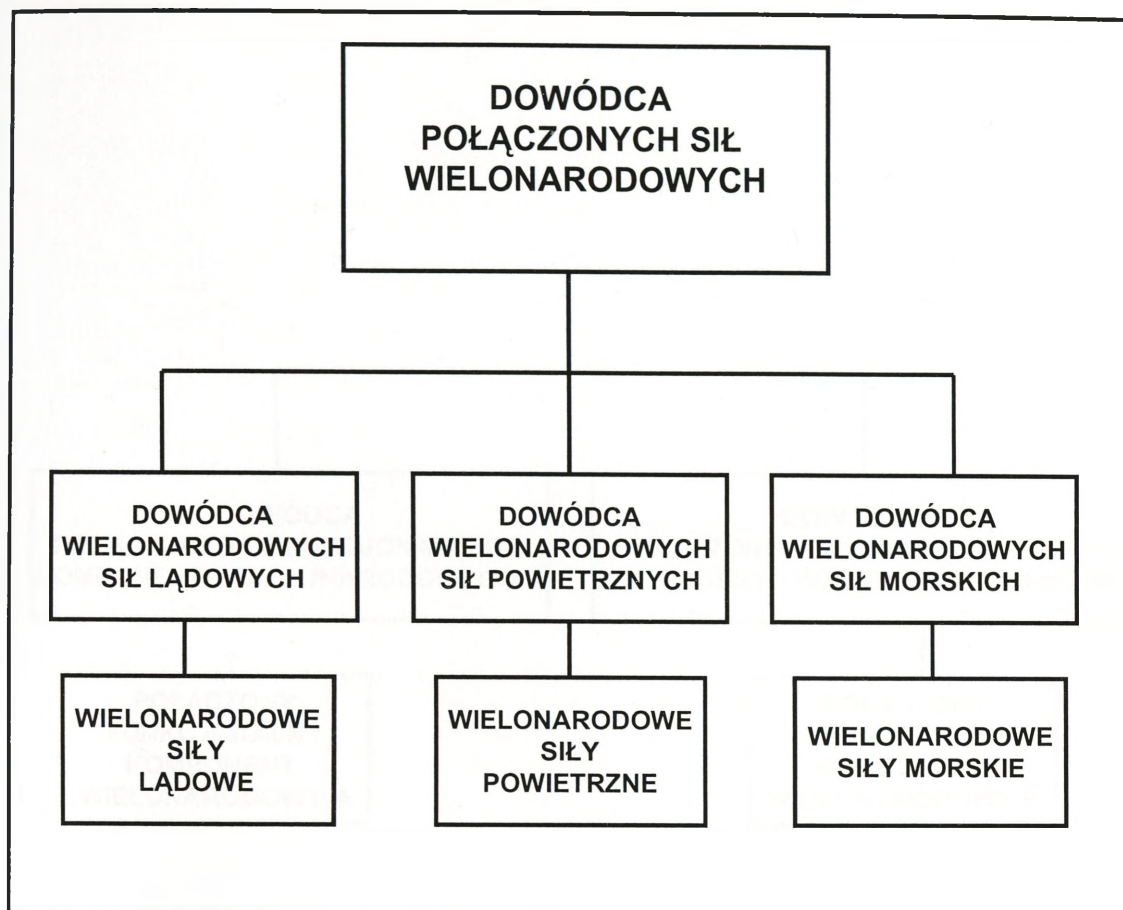 DOWÓDCA
POŁĄCZONYCH SIŁ
WIELONARODOWYCH
DOWÓDCA
WIELONARODOWYCH
SIŁ LĄDOWYCH
DOWÓDCA
WIELONARODOWYCH
SIŁ POWIETRZNYCH
DOWÓDCA
WIELONARODOWYCH
SIŁ MORSKICH
WIELONARODOWE
SIŁY
LĄDOWE
WIELONARODOWE
SIŁY
POWIETRZNE
WIELONARODOWE
SIŁY MORSKIE